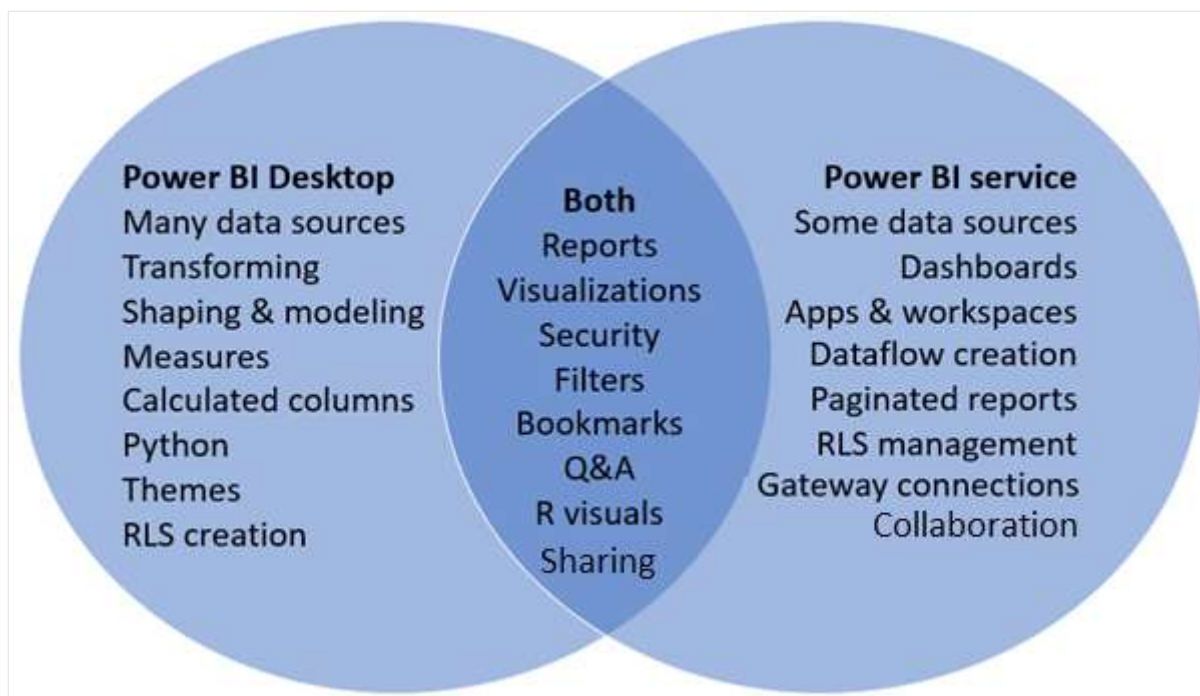 Power BI Desktop
Many data sources
Transforming
Shaping & modeling
Measures
Calculated columns
Python
Themes
RLS creation
Both
Reports
Visualizations
Security
Filters
Bookmarks
Q&A
R visuals
Sharing
Power BI service
Some data sources
Dashboards
Apps & workspaces
Dataflow creation
Paginated reports
RLS management
Gateway connections
Collaboration